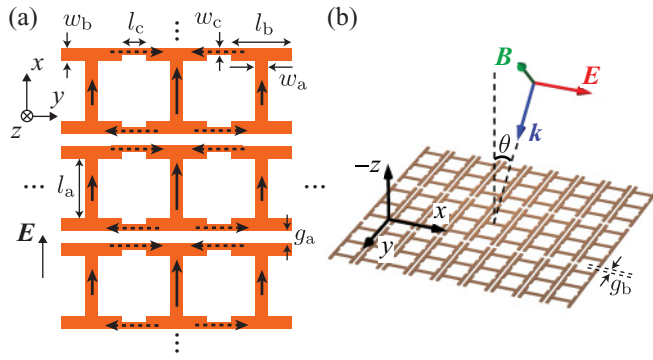 (a)
w_b
l_c
w_c
l_b
x
y
z
w_a
l_a
E
g_a
...
...
(b)
B
E
k
θ
−z
x
y
g_b